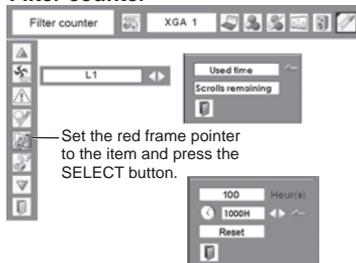 Filter counter
Filter counter
XGA 1
L1
Used time
Scrolls remaining
Set the red frame pointer
to the item and press the
SELECT button.
100 Hour(s)
1000H
Reset